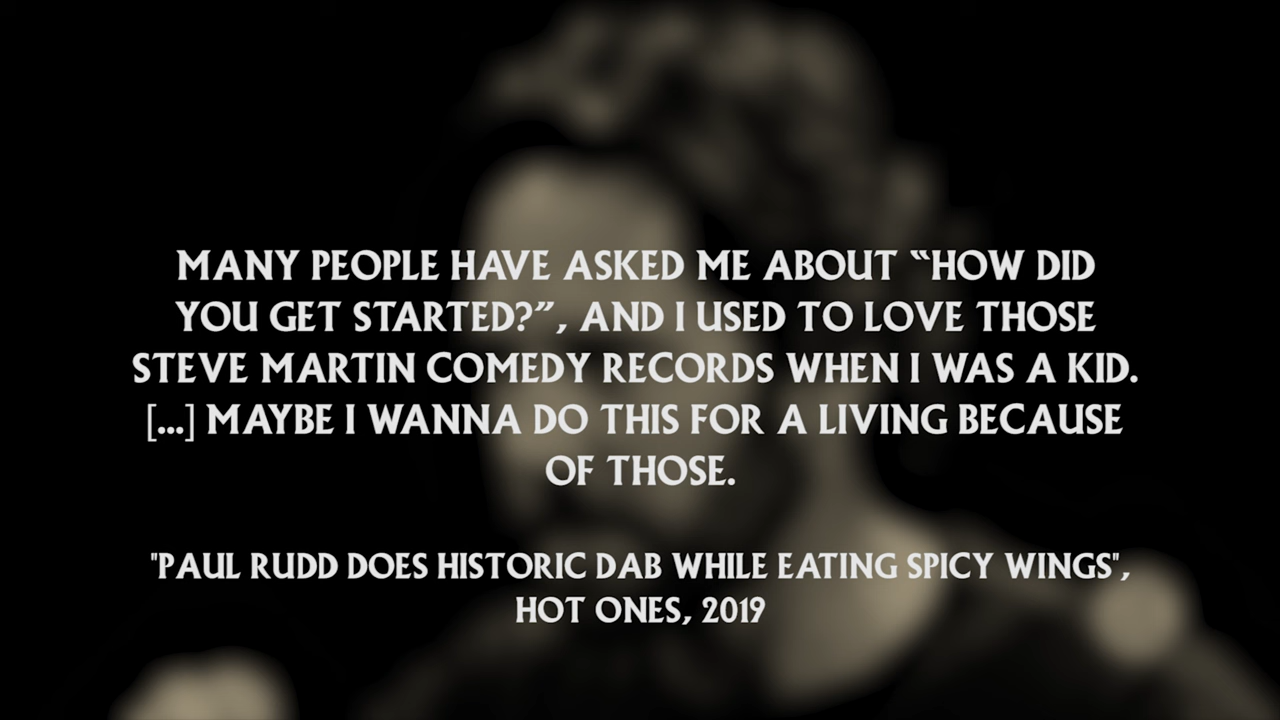 MANY PEOPLE HAVE ASKED ME ABOUT “HOW DID
YOU GET STARTED?”, AND I USED TO LOVE THOSE
STEVE MARTIN COMEDY RECORDS WHEN I WAS A KID.
[...] MAYBE I WANNA DO THIS FOR A LIVING BECAUSE
OF THOSE.
"PAUL RUDD DOES HISTORIC DAB WHILE EATING SPICY WINGS",
HOT ONES, 2019